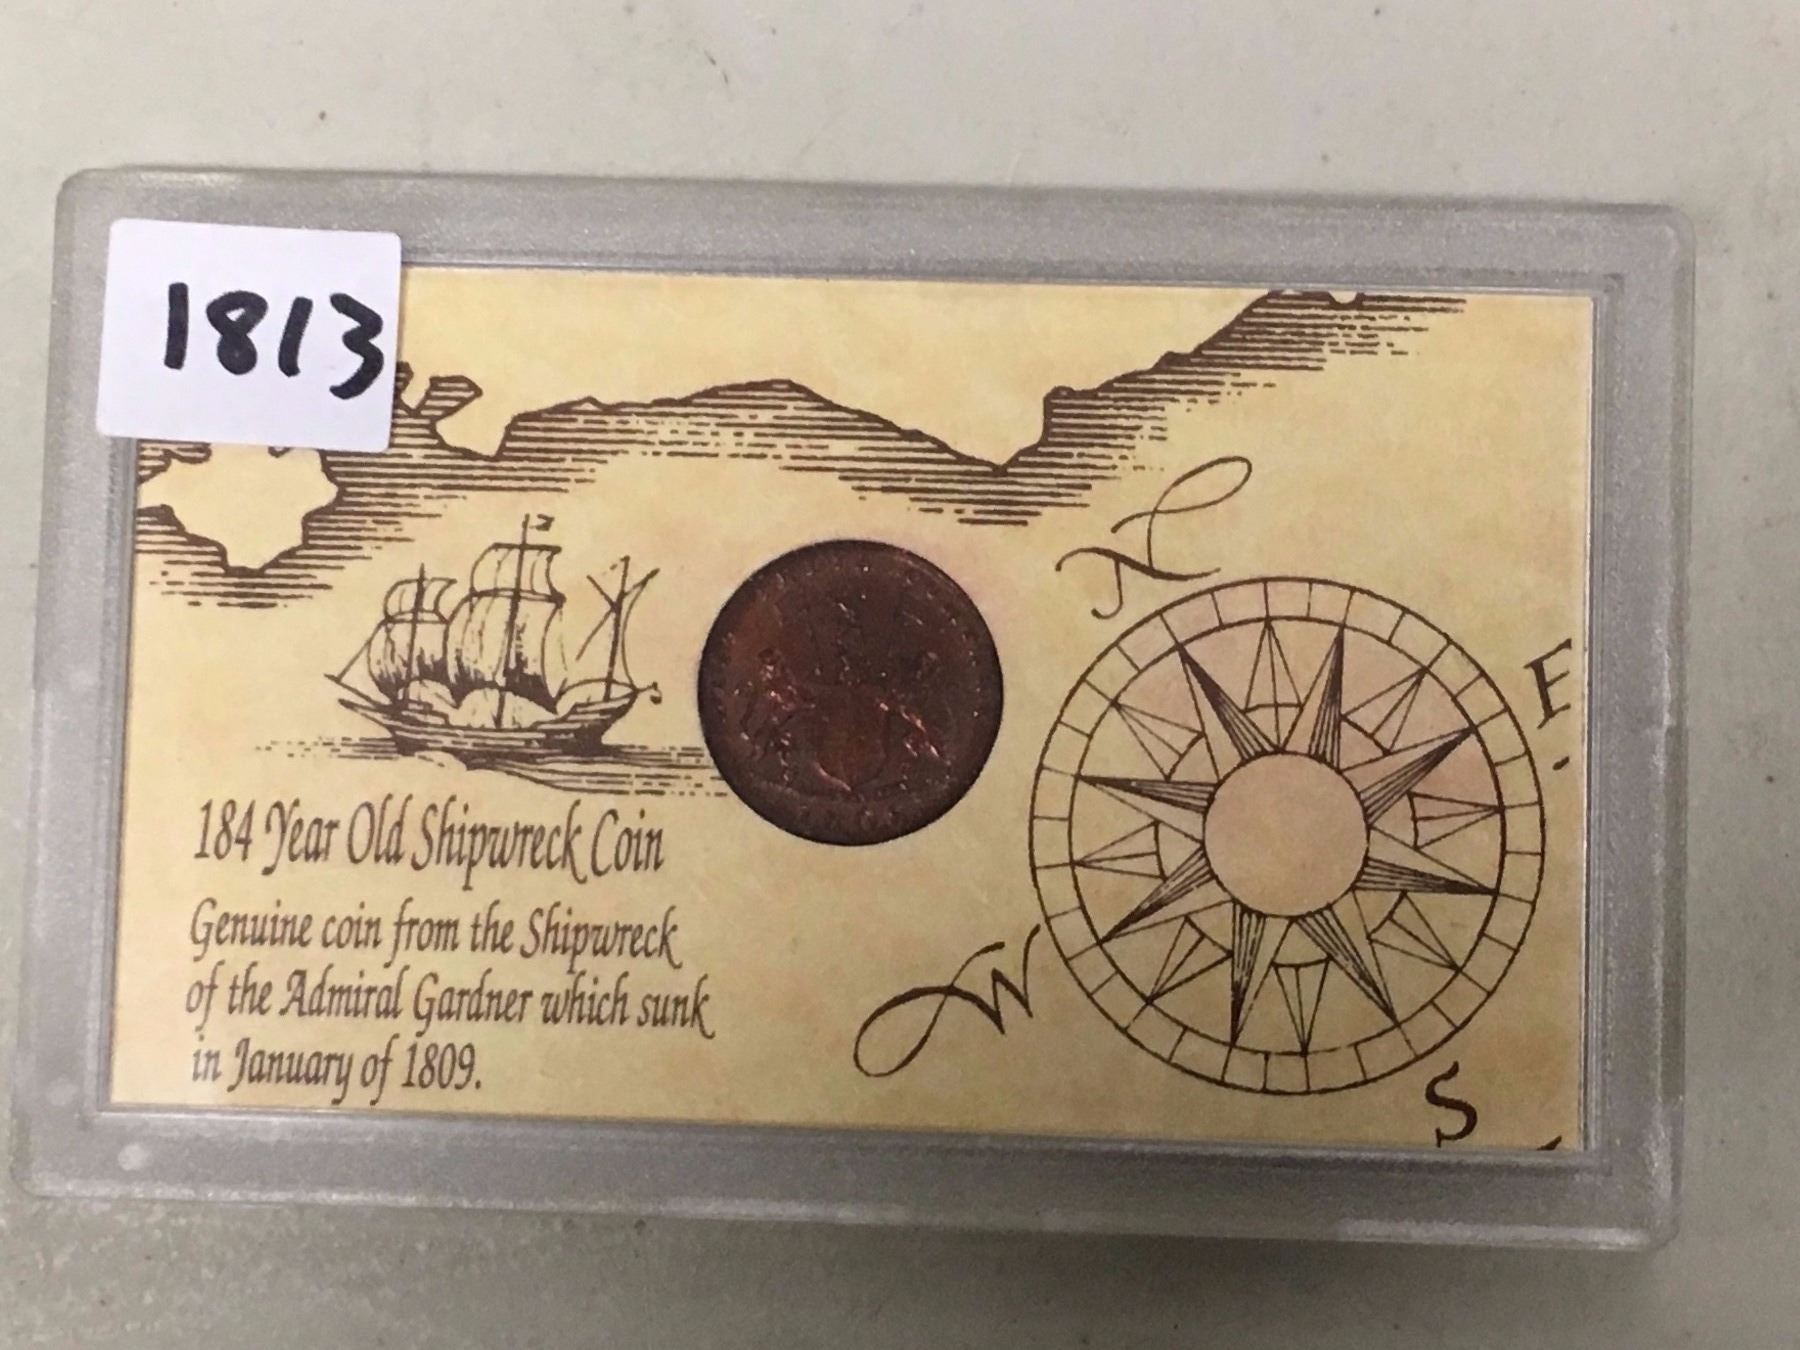 1813
N
E
184 Year Old Shipwreck Coin
Genuine coin from the Shipwreck
of the Admiral Gardner which sunk
in January of 1809.
W
S